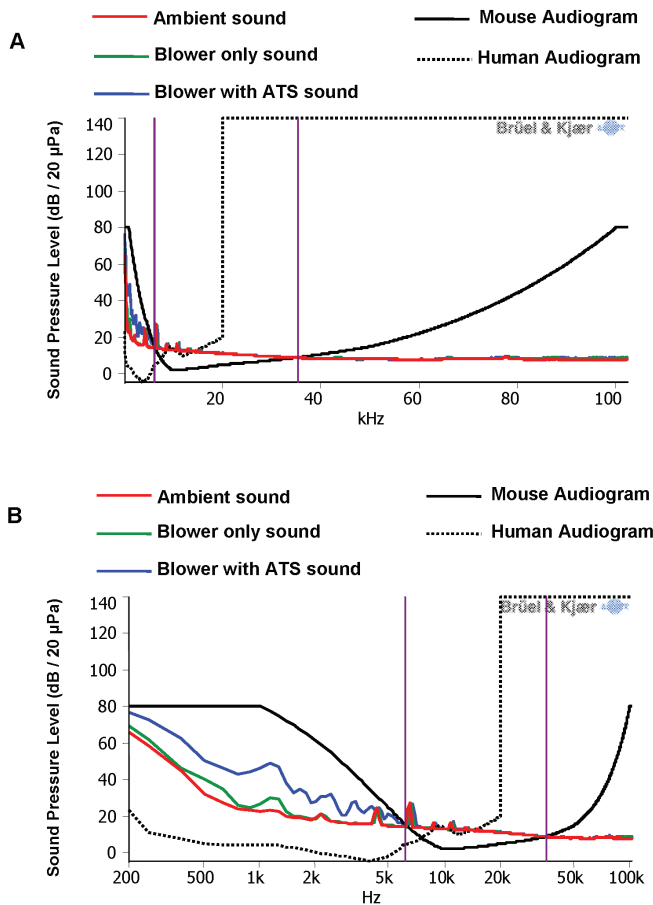 A
Ambient sound
Blower only sound
Blower with ATS sound
Mouse Audiogram
Human Audiogram
Sound Pressure Level (dB / 20 µPa)
140
120
100
80
60
40
20
0
Brüel & Kjær
20
40
60
80
100
kHz
B
Ambient sound
Blower only sound
Blower with ATS sound
Mouse Audiogram
Human Audiogram
Sound Pressure Level (dB / 20 µPa)
140
120
100
80
60
40
20
0
Brüel & Kjær
200
500
1k
2k
5k
10k
20k
50k
100k
Hz